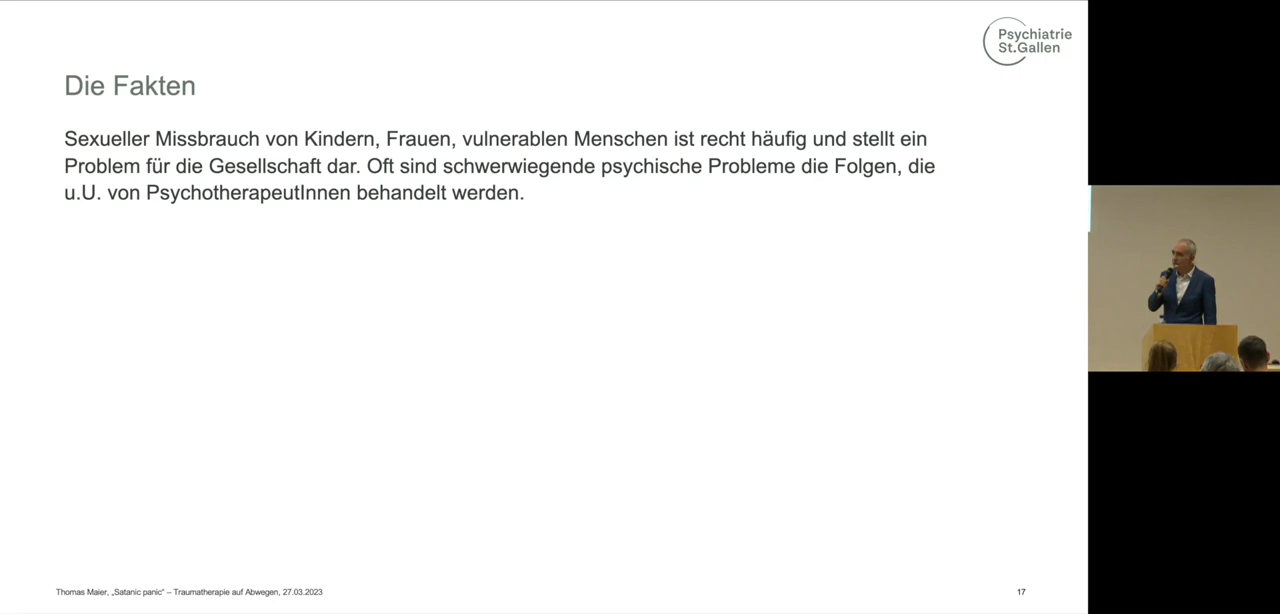 Psychiatrie
St.Gallen
Die Fakten
Sexueller Missbrauch von Kindern, Frauen, vulnerablen Menschen ist recht häufig und stellt ein
Problem für die Gesellschaft dar. Oft sind schwerwiegende psychische Probleme die Folgen, die
u.U. von PsychotherapeutInnen behandelt werden.
Thomas Maier, „Satanic panic“ – Traumatherapie auf Abwegen, 27.03.2023
17